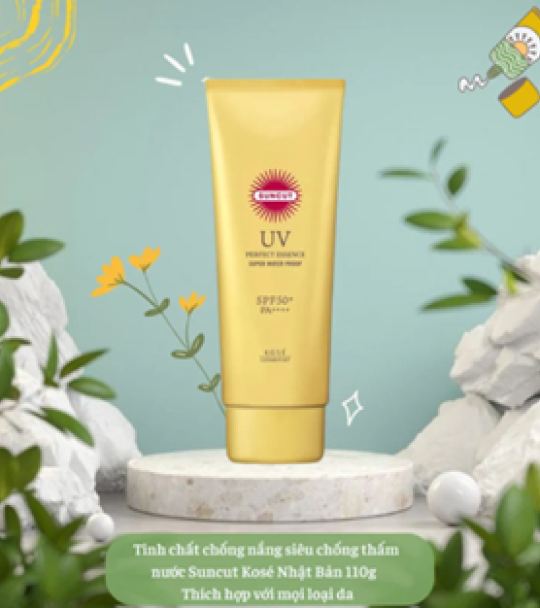 SUNCUT
UV
PERFECT ESSENCE
SUPER WATER PROOF
SPF50+
PA++++
KOSÉ
Tinh chất chống nắng siêu chống thấm
nước Suncut Kosé Nhật Bản 110g
Thích hợp với mọi loại da